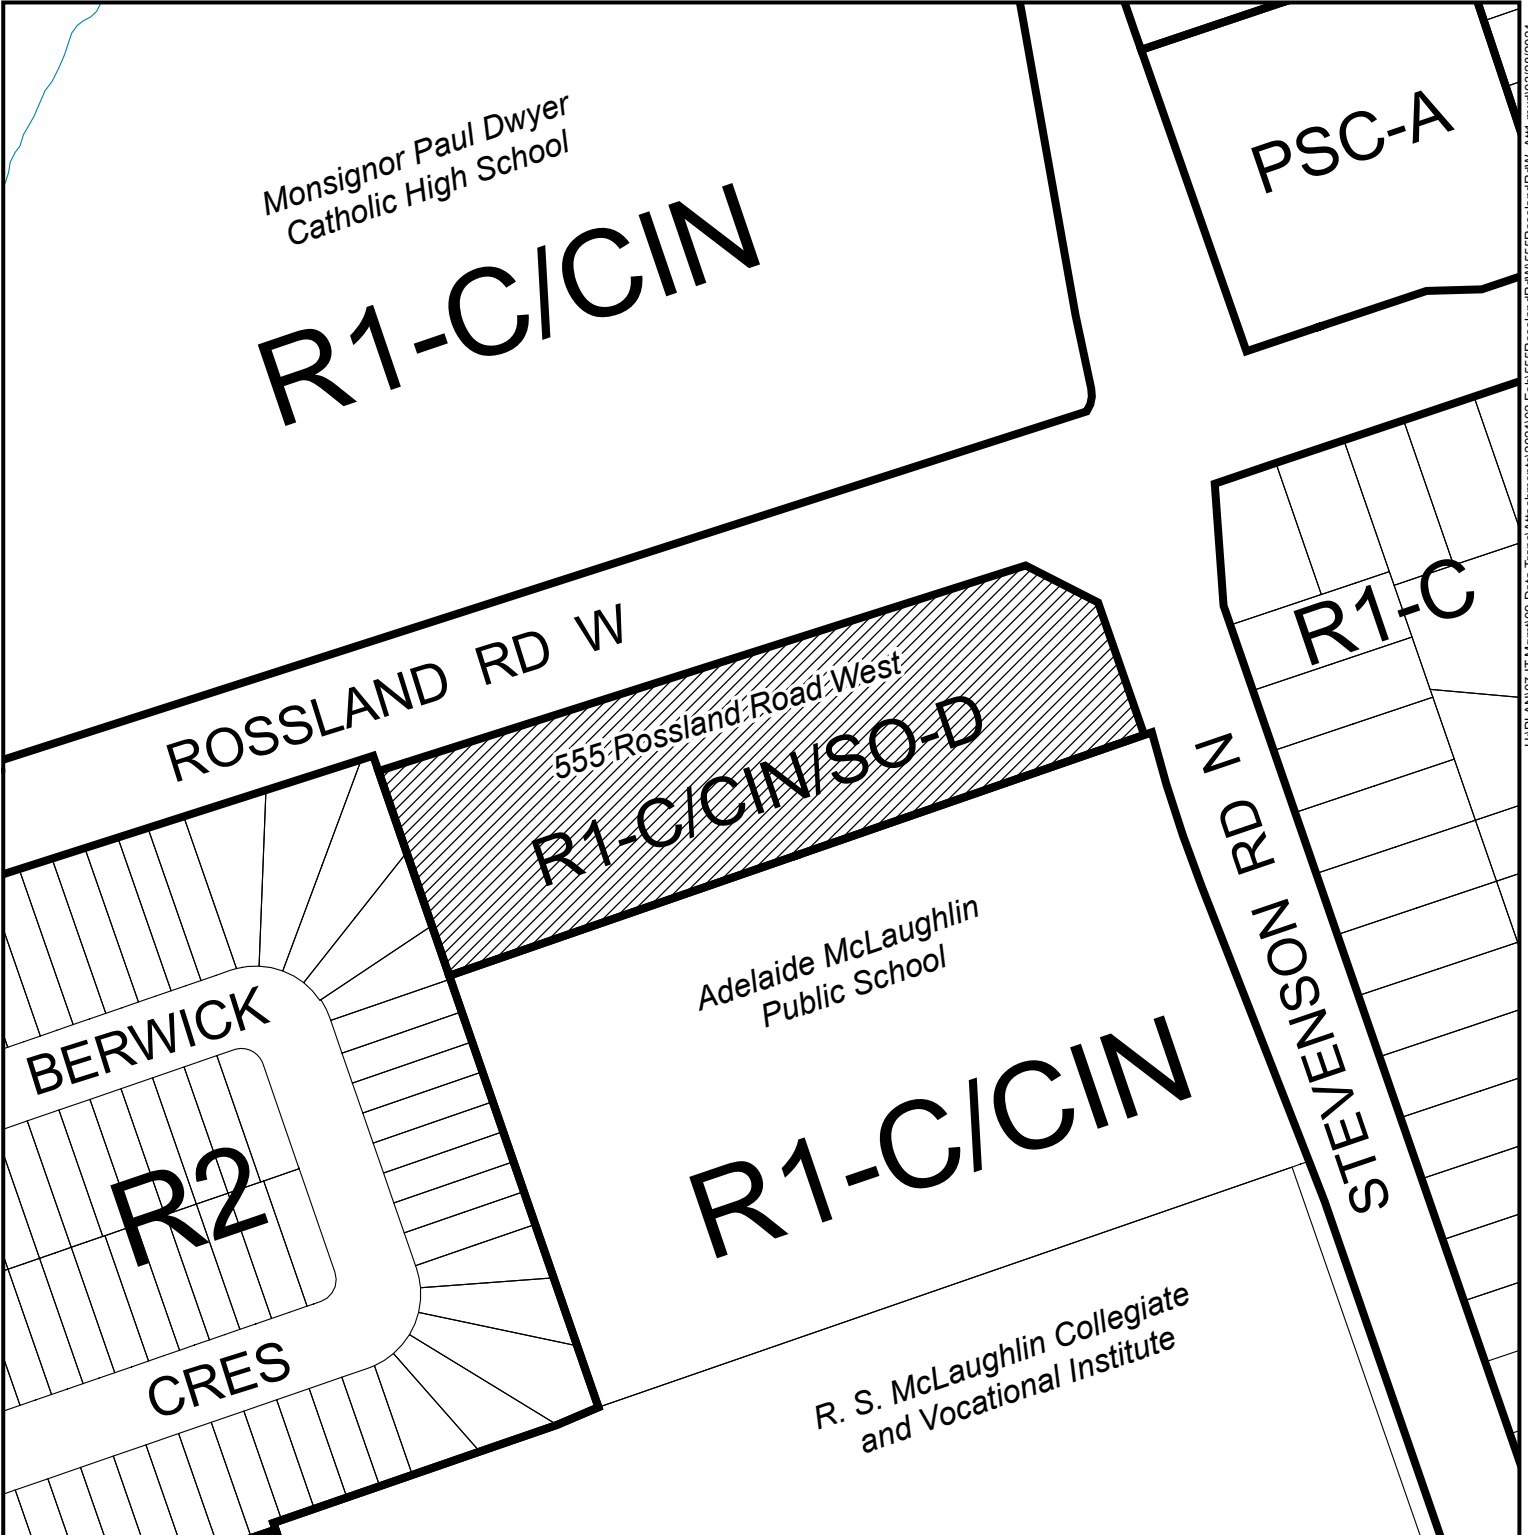 PSC-A
Monsignor Paul Dwyer
Catholic High School
R1-C/CIN
R1-C
ROSSLAND RD W
555 Rossland Road West
R1-C/CIN/SO-D
STEVENSON RD N
Adelaide McLaughlin
Public School
R1-C/CIN
BERWICK
R2
CRES
R. S. McLaughlin Collegiate
and Vocational Institute